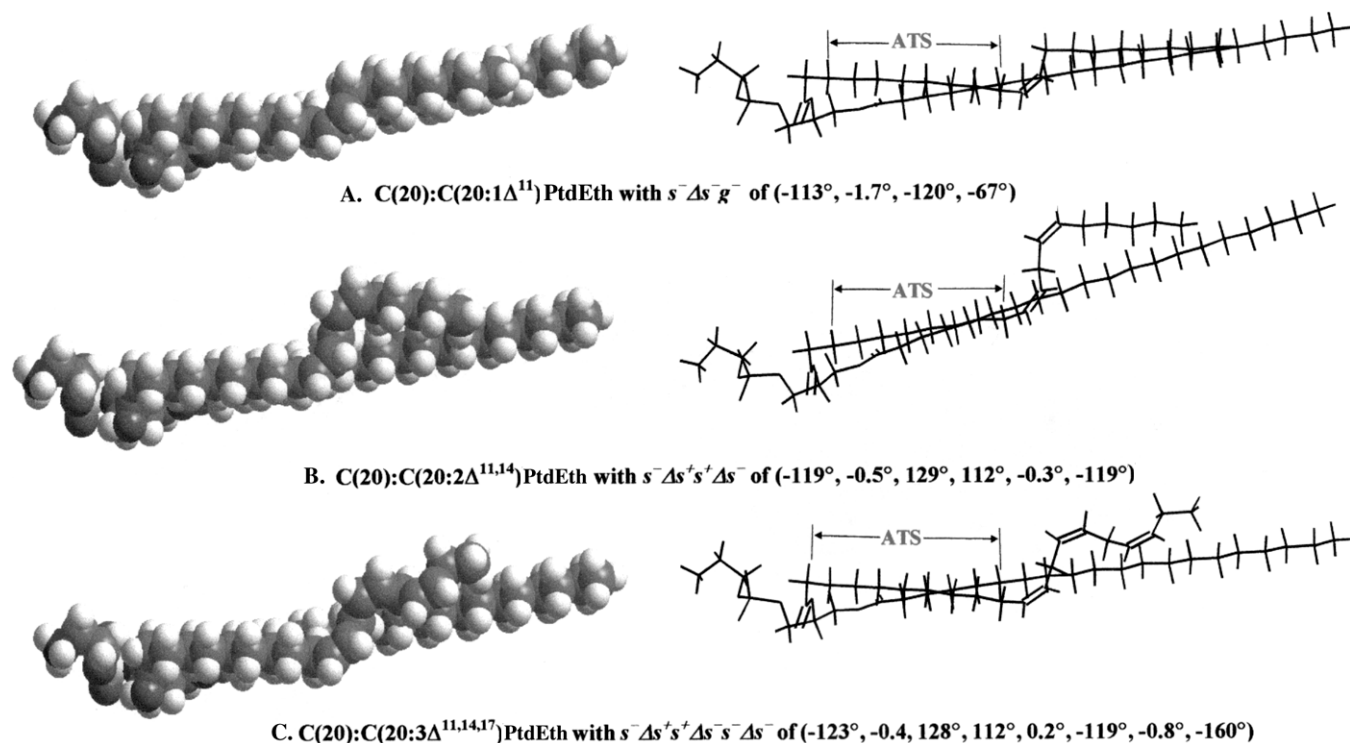 ATS
A. C(20):C(20:1Δ¹¹)PtdEth with s⁻Δs⁻g⁻ of (-113°, -1.7°, -120°, -67°)
ATS
B. C(20):C(20:2Δ¹¹,¹⁴)PtdEth with s⁻Δs⁺s⁺Δs⁻ of (-119°, -0.5°, 129°, 112°, -0.3°, -119°)
ATS
C. C(20):C(20:3Δ¹¹,¹⁴,¹⁷)PtdEth with s⁻Δs⁺s⁺Δs⁻s⁻Δs⁻ of (-123°, -0.4, 128°, 112°, 0.2°, -119°, -0.8°, -160°)